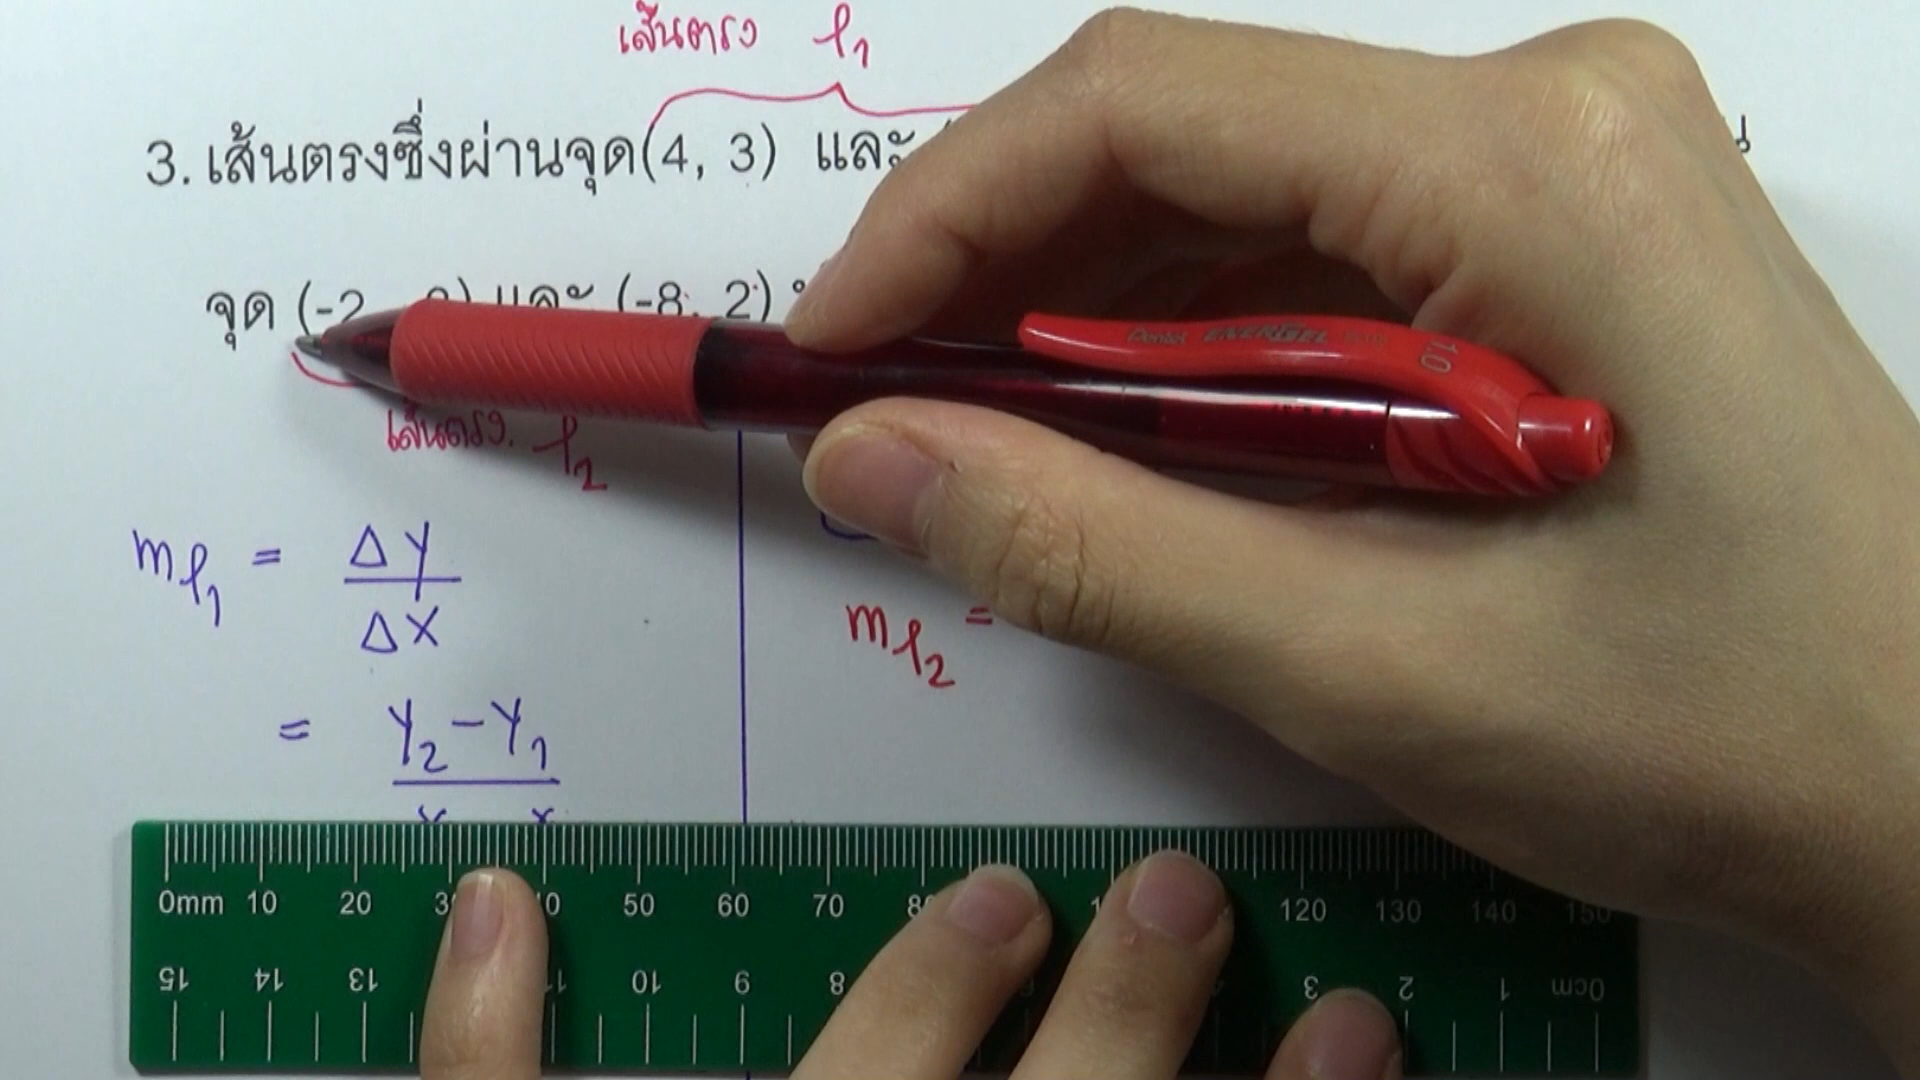 เส้นตรง ℓ1
3. เส้นตรงซึ่งผ่านจุด(4, 3) และ
จุด (-2 และ (-8, 2)
เส้นตรง. ℓ2
mℓ1 = Δy
Δx
mℓ2 =
= y2 - y1
Pentel ENERGEL 1.0
0mm 10 20 50 60 70 120 130 140 150
15 14 13 10 9 8 3 2 1 0cm